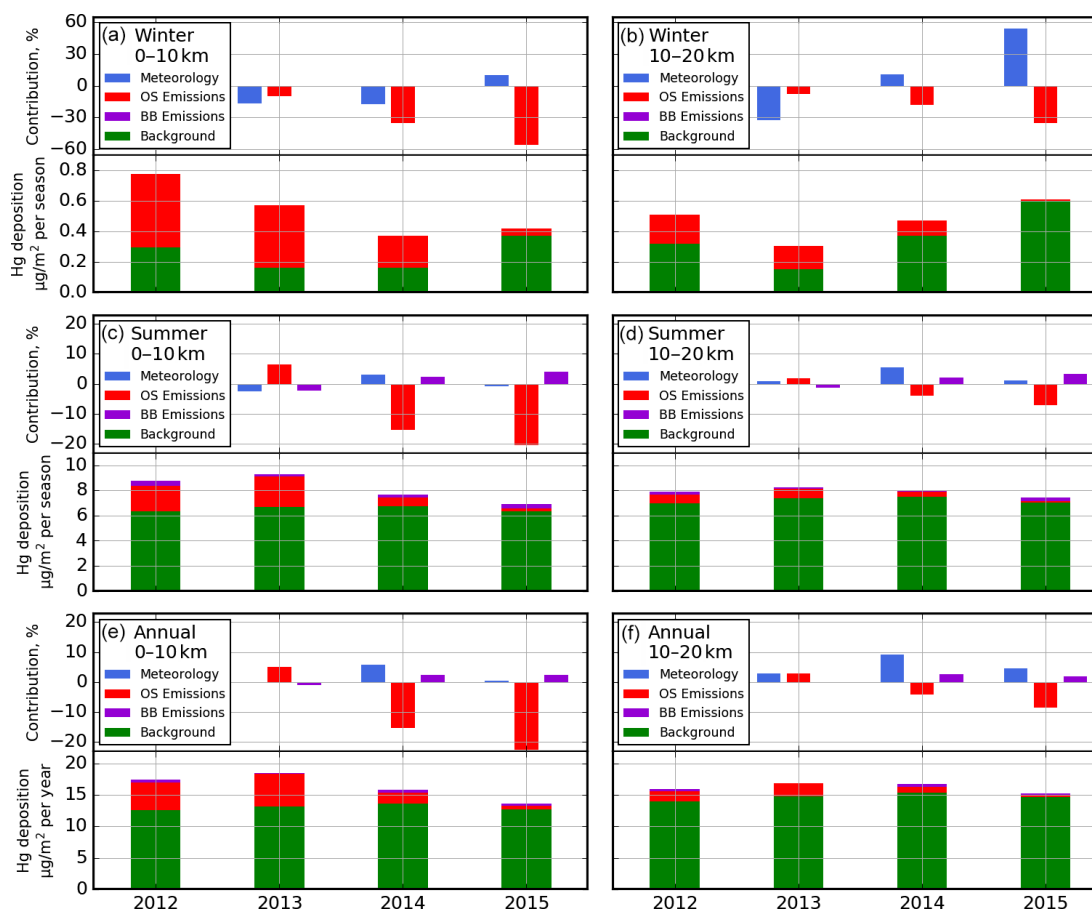 (a) Winter
0–10 km
Meteorology
OS Emissions
BB Emissions
Background
Contribution, %
60
30
0
−30
−60
Hg deposition
µg/m² per season
0.8
0.6
0.4
0.2
0.0
(b) Winter
10–20 km
Meteorology
OS Emissions
BB Emissions
Background
(c) Summer
0–10 km
Meteorology
OS Emissions
BB Emissions
Background
Contribution, %
20
10
0
−10
−20
Hg deposition
µg/m² per season
10
8
6
4
2
0
(d) Summer
10–20 km
Meteorology
OS Emissions
BB Emissions
Background
(e) Annual
0–10 km
Meteorology
OS Emissions
BB Emissions
Background
Contribution, %
20
10
0
−10
−20
Hg deposition
µg/m² per year
20
15
10
5
0
(f) Annual
10–20 km
Meteorology
OS Emissions
BB Emissions
Background
2012 2013 2014 2015
2012 2013 2014 2015